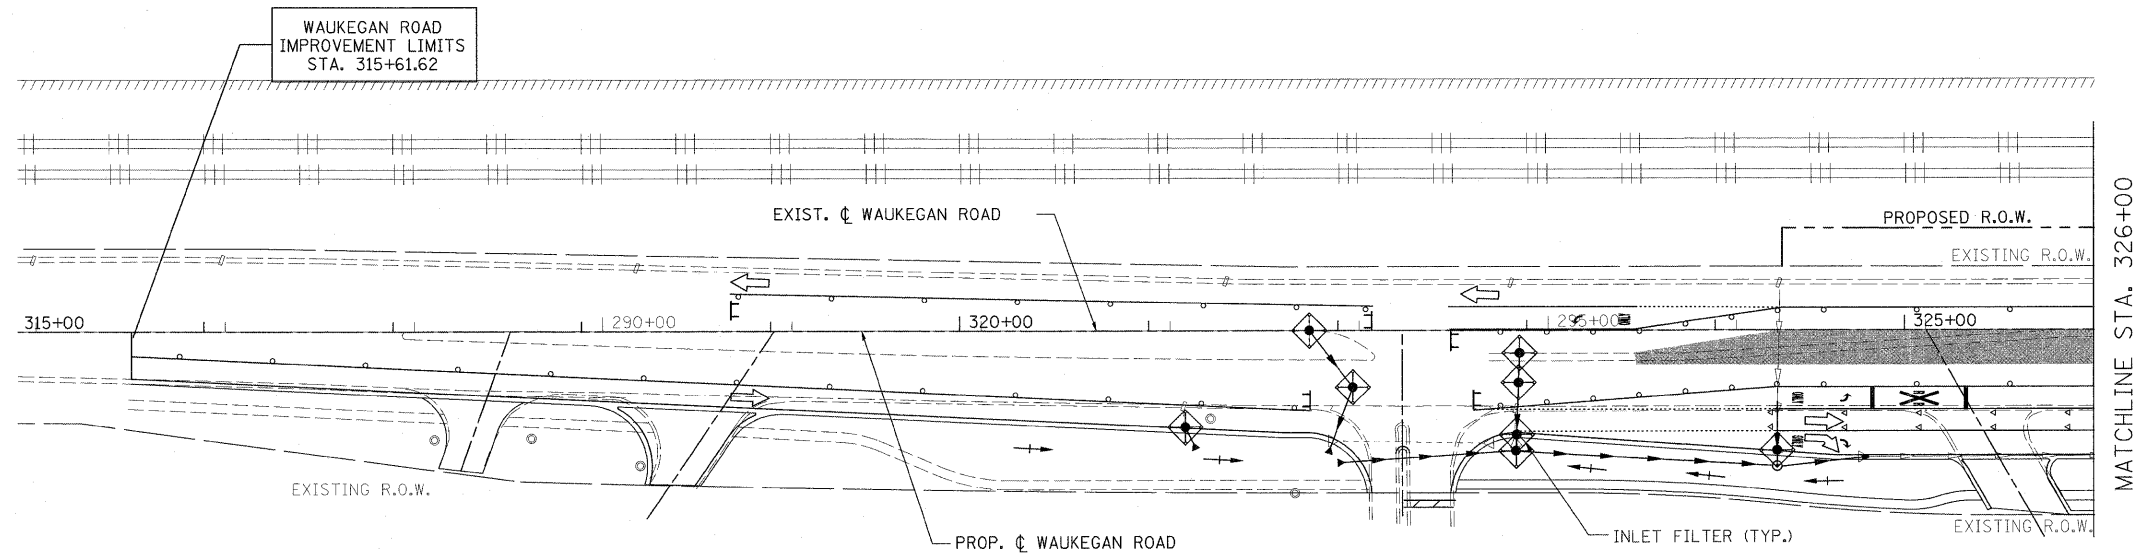 WAUKEGAN ROAD
IMPROVEMENT LIMITS
STA. 315+61.62
EXIST. ℄ WAUKEGAN ROAD
PROPOSED R.O.W.
EXISTING R.O.W.
MATCHLINE STA. 326+00
315+00
290+00
320+00
295+00
325+00
EXISTING R.O.W.
PROP. ℄ WAUKEGAN ROAD
INLET FILTER (TYP.)
EXISTING R.O.W.